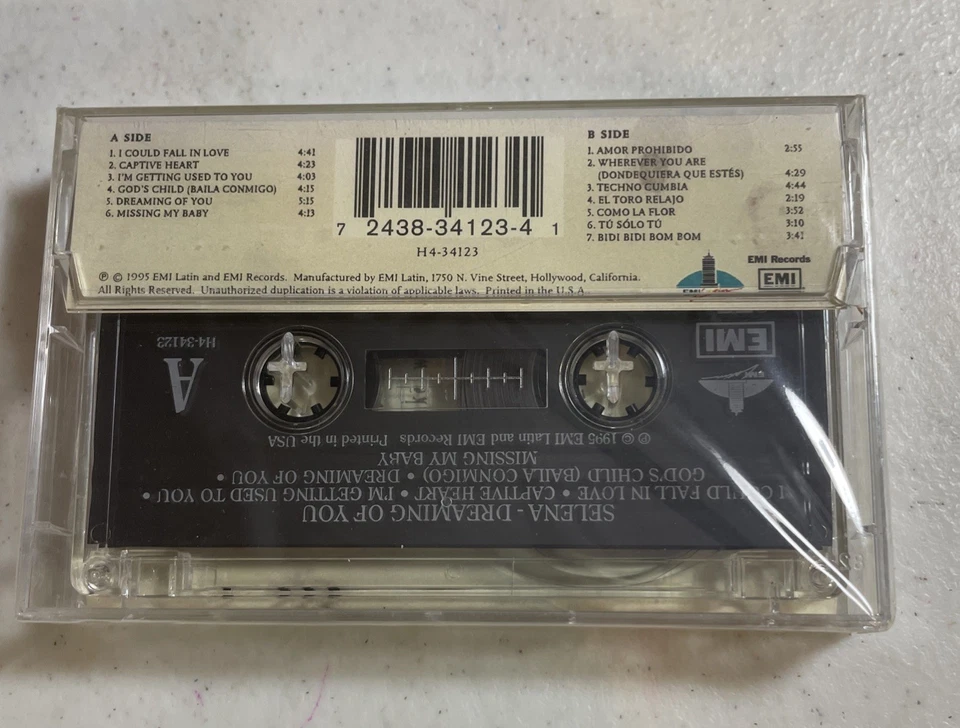 A SIDE
1. I COULD FALL IN LOVE 4:41
2. CAPTIVE HEART 4:23
3. I'M GETTING USED TO YOU 4:03
4. GOD'S CHILD (BAILA CONMIGO) 4:15
5. DREAMING OF YOU 5:15
6. MISSING MY BABY 4:13
7 2438-34123-4 1
H4-34123
B SIDE
1. AMOR PROHIBIDO 2:55
2. WHEREVER YOU ARE
(DONDEQUIERA QUE ESTÉS) 4:29
3. TECHNO CUMBIA 4:44
4. EL TORO RELAJO 2:19
5. COMO LA FLOR 3:52
6. TÚ SÓLO TÚ 3:10
7. BIDI BIDI BOM BOM 3:41
℗ © 1995 EMI Latin and EMI Records. Manufactured by EMI Latin, 1750 N. Vine Street, Hollywood, California.
All Rights Reserved. Unauthorized duplication is a violation of applicable laws. Printed in the U.S.A.
EMI Records
EMI
SELENA - DREAMING OF YOU
I COULD FALL IN LOVE • CAPTIVE HEART • I'M GETTING USED TO YOU •
GOD'S CHILD (BAILA CONMIGO) • DREAMING OF YOU •
MISSING MY BABY
℗ © 1995 EMI Latin and EMI Records Printed in the USA
EMI
A
H4-34123